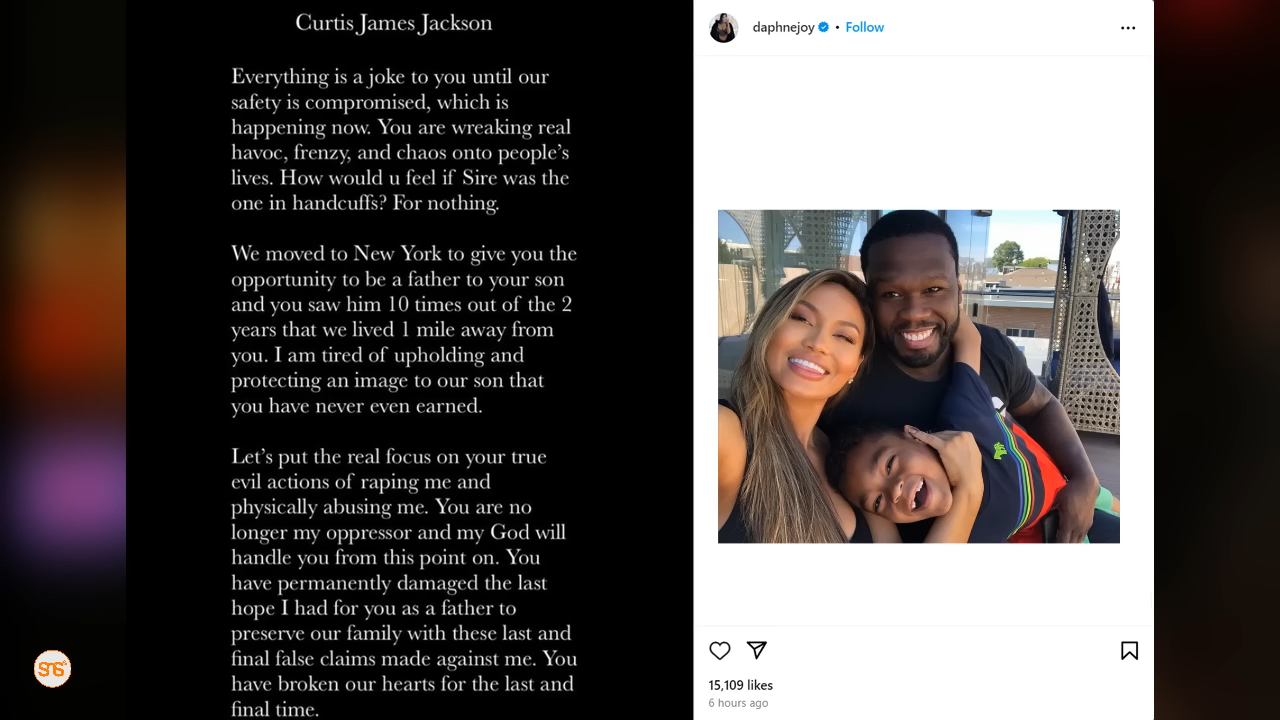 Curtis James Jackson
Everything is a joke to you until our
safety is compromised, which is
happening now. You are wreaking real
havoc, frenzy, and chaos onto people's
lives. How would u feel if Sire was the
one in handcuffs? For nothing.
We moved to New York to give you the
opportunity to be a father to your son
and you saw him 10 times out of the 2
years that we lived 1 mile away from
you. I am tired of upholding and
protecting an image to our son that
you have never even earned.
Let's put the real focus on your true
evil actions of raping me and
physically abusing me. You are no
longer my oppressor and my God will
handle you from this point on. You
have permanently damaged the last
hope I had for you as a father to
preserve our family with these last and
final false claims made against me. You
have broken our hearts for the last and
final time.
daphnejoy • Follow
15,109 likes
6 hours ago